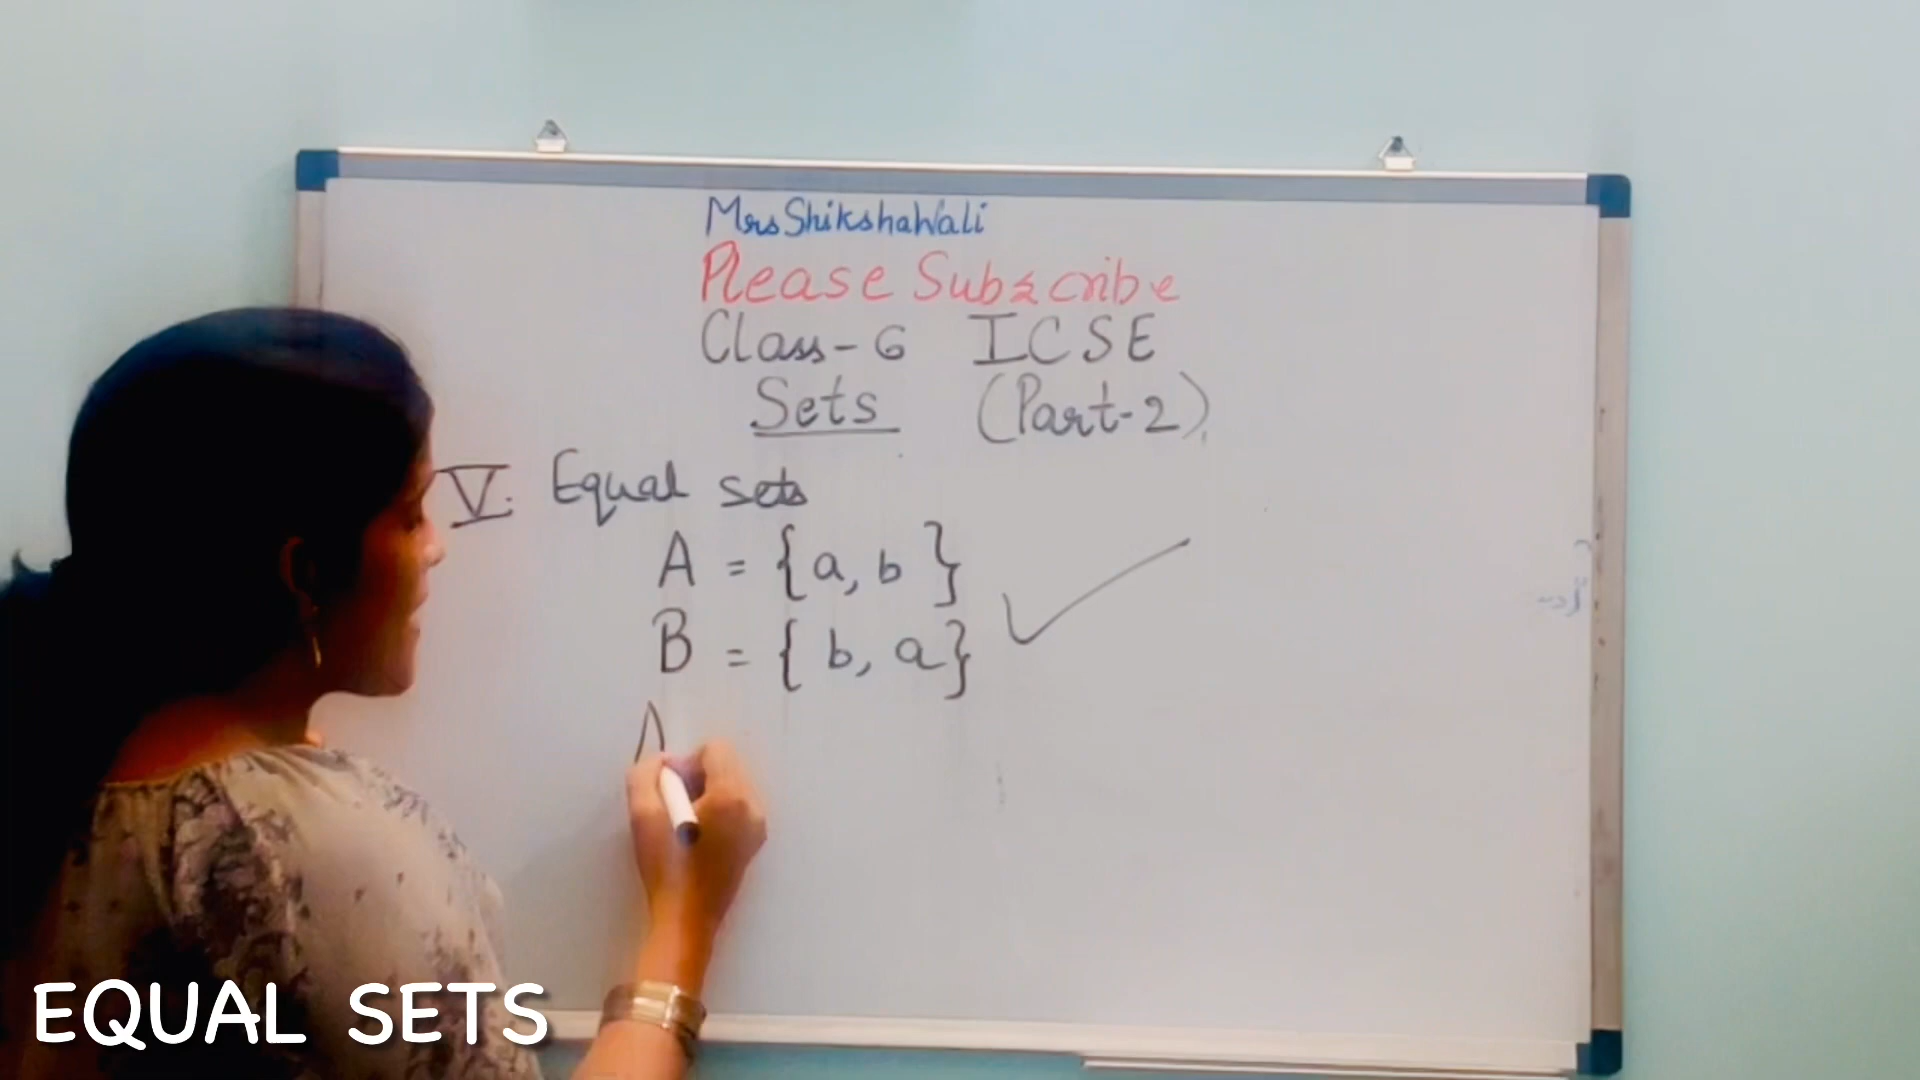 MrsShikshaWali
Please Subscribe
Class-6 ICSE
Sets (Part-2)
V. Equal sets
A = {a, b}
B = {b, a}
A
EQUAL SETS